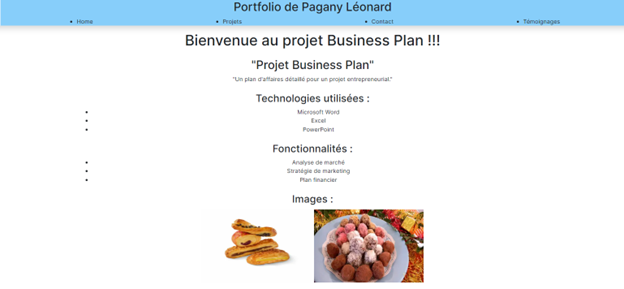 Portfolio de Pagany Léonard
Home Projets Contact Témoignages
Bienvenue au projet Business Plan !!!
"Projet Business Plan"
"Un plan d'affaires détaillé pour un projet entrepreneurial."
Technologies utilisées :
Microsoft Word
Excel
PowerPoint
Fonctionnalités :
Analyse de marché
Stratégie de marketing
Plan financier
Images :